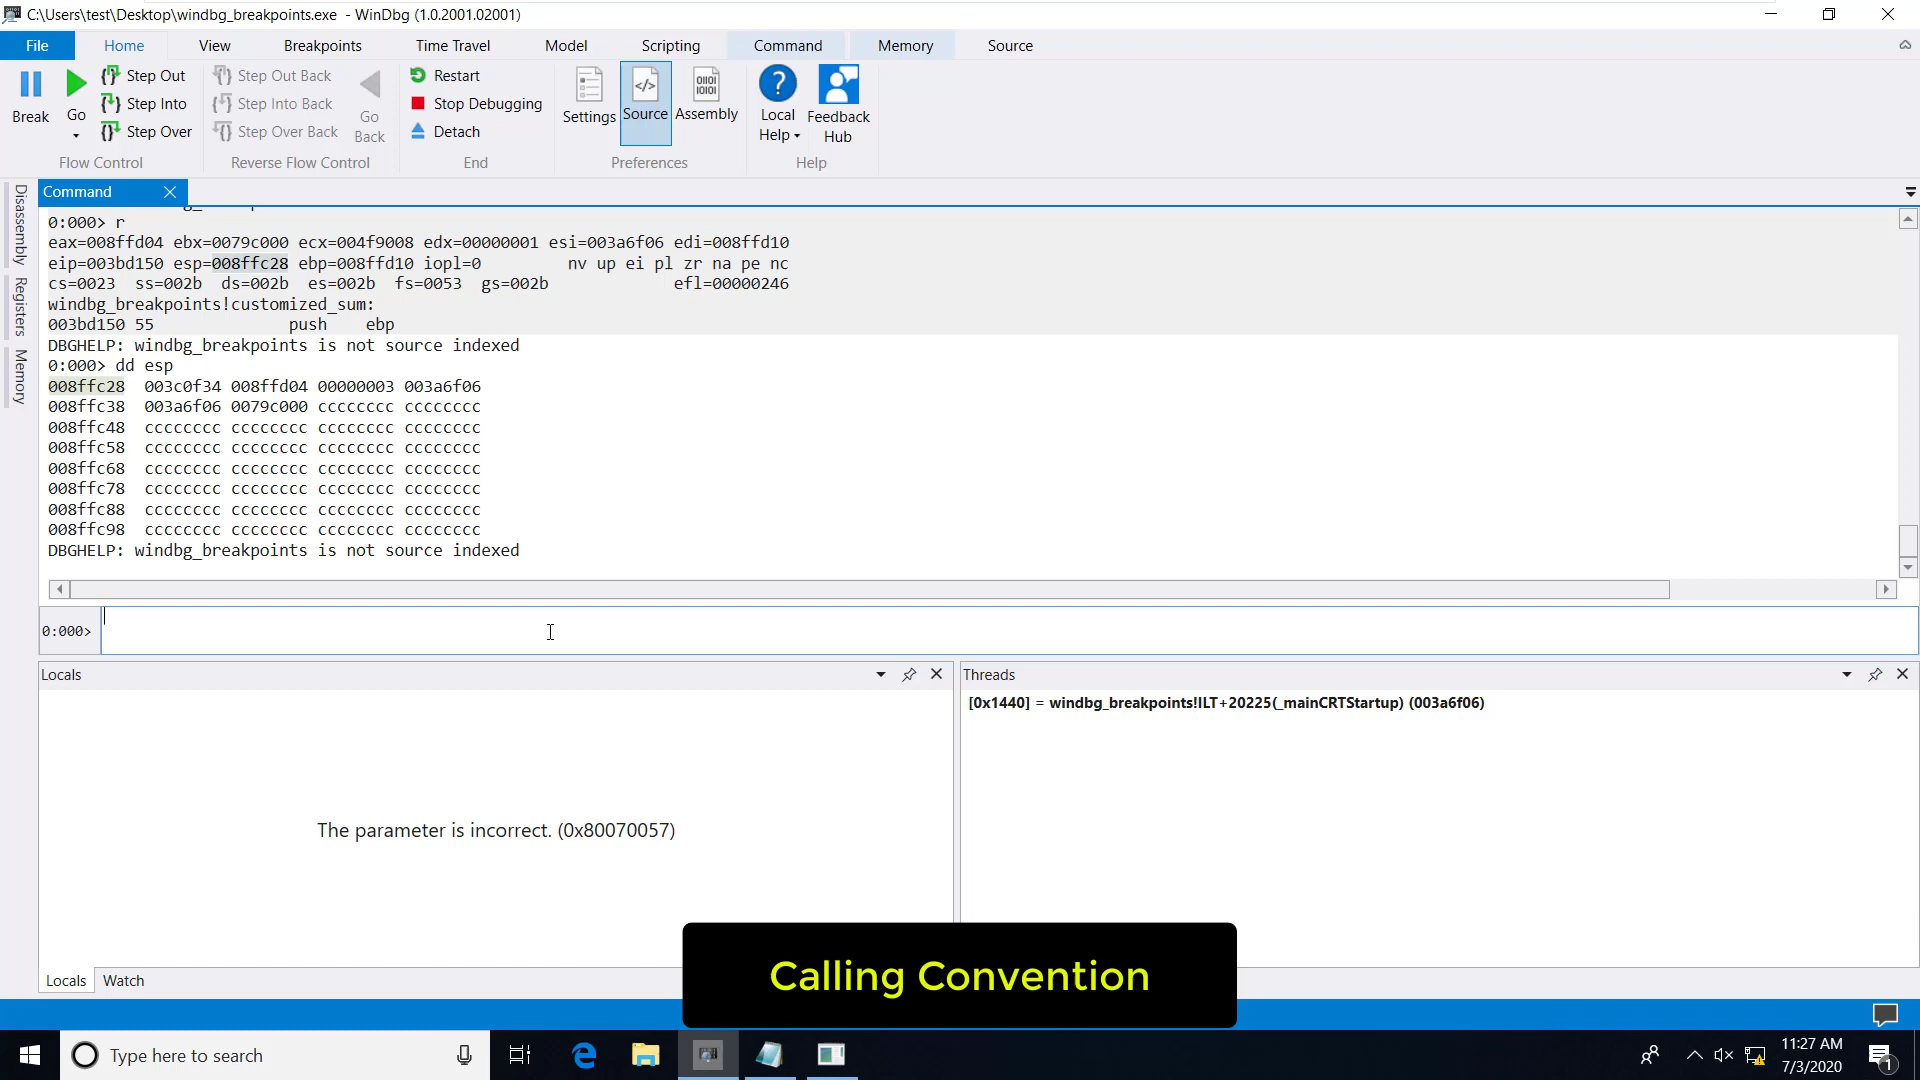 C:\Users\test\Desktop\windbg_breakpoints.exe - WinDbg (1.0.2001.02001)
File Home View Breakpoints Time Travel Model Scripting Command Memory Source
Break
Go
Step Out
Step Into
Step Over
Flow Control
Step Out Back
Step Into Back
Step Over Back
Go Back
Reverse Flow Control
Restart
Stop Debugging
Detach
End
Settings
Source
Assembly
Preferences
Local Help
Feedback Hub
Help
Disassembly
Registers
Memory
Command
0:000> r
eax=008ffd04 ebx=0079c000 ecx=004f9008 edx=00000001 esi=003a6f06 edi=008ffd10
eip=003bd150 esp=008ffc28 ebp=008ffd10 iopl=0 nv up ei pl zr na pe nc
cs=0023 ss=002b ds=002b es=002b fs=0053 gs=002b efl=00000246
windbg_breakpoints!customized_sum:
003bd150 55 push ebp
DBGHELP: windbg_breakpoints is not source indexed
0:000> dd esp
008ffc28 003c0f34 008ffd04 00000003 003a6f06
008ffc38 003a6f06 0079c000 cccccccc cccccccc
008ffc48 cccccccc cccccccc cccccccc cccccccc
008ffc58 cccccccc cccccccc cccccccc cccccccc
008ffc68 cccccccc cccccccc cccccccc cccccccc
008ffc78 cccccccc cccccccc cccccccc cccccccc
008ffc88 cccccccc cccccccc cccccccc cccccccc
008ffc98 cccccccc cccccccc cccccccc cccccccc
DBGHELP: windbg_breakpoints is not source indexed
0:000>
Locals
The parameter is incorrect. (0x80070057)
Locals Watch
Threads
[0x1440] = windbg_breakpoints!ILT+20225(_mainCRTStartup) (003a6f06)
Calling Convention
Type here to search
11:27 AM
7/3/2020
1